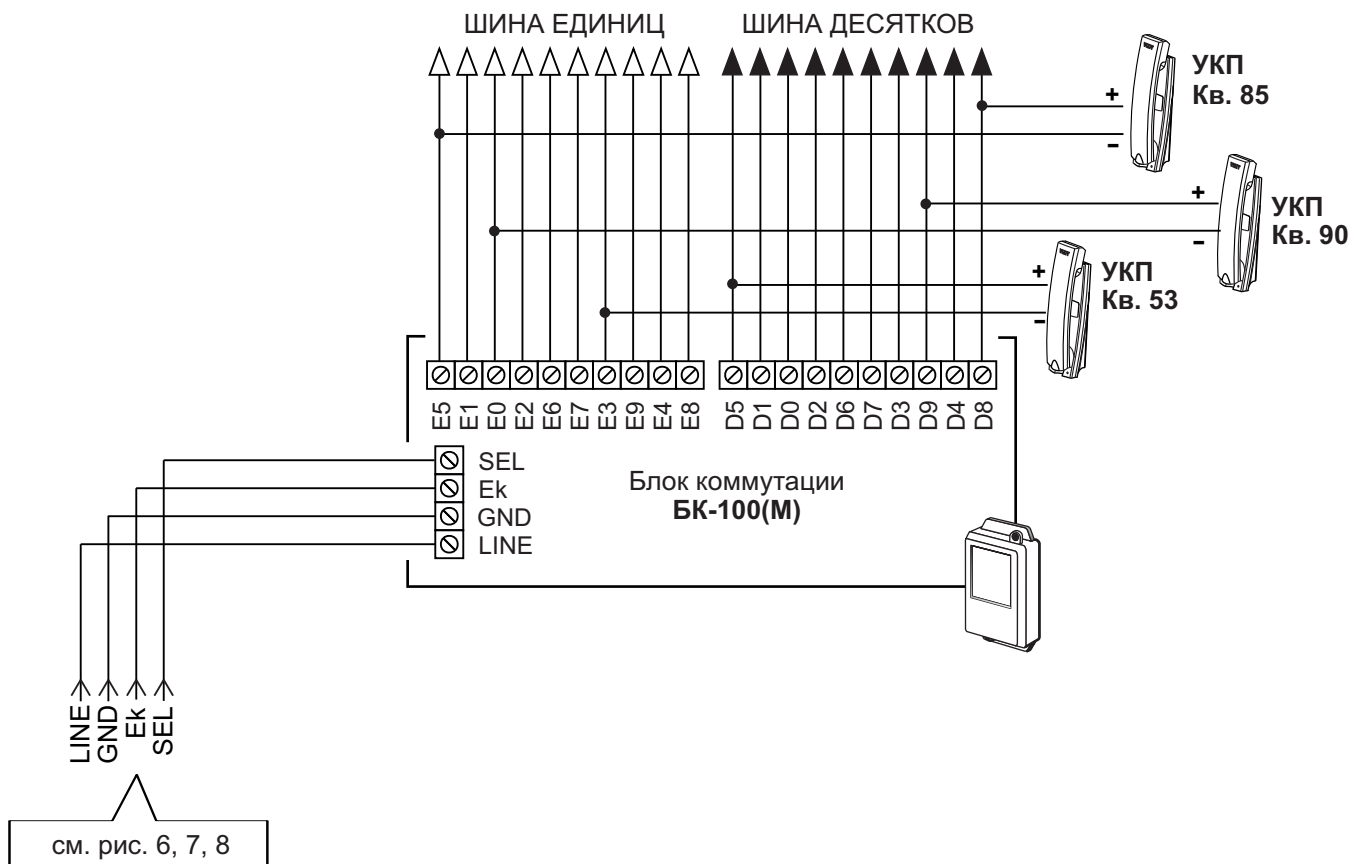 ШИНА ЕДИНИЦ
ШИНА ДЕСЯТКОВ
+
−
УКП
Кв. 85
+
−
УКП
Кв. 90
+
−
УКП
Кв. 53
E5 E1 E0 E2 E6 E7 E3 E9 E4 E8
D5 D1 D0 D2 D6 D7 D3 D9 D4 D8
SEL
Ek
GND
LINE
Блок коммутации
БК-100(М)
LINE
GND
Ek
SEL
см. рис. 6, 7, 8